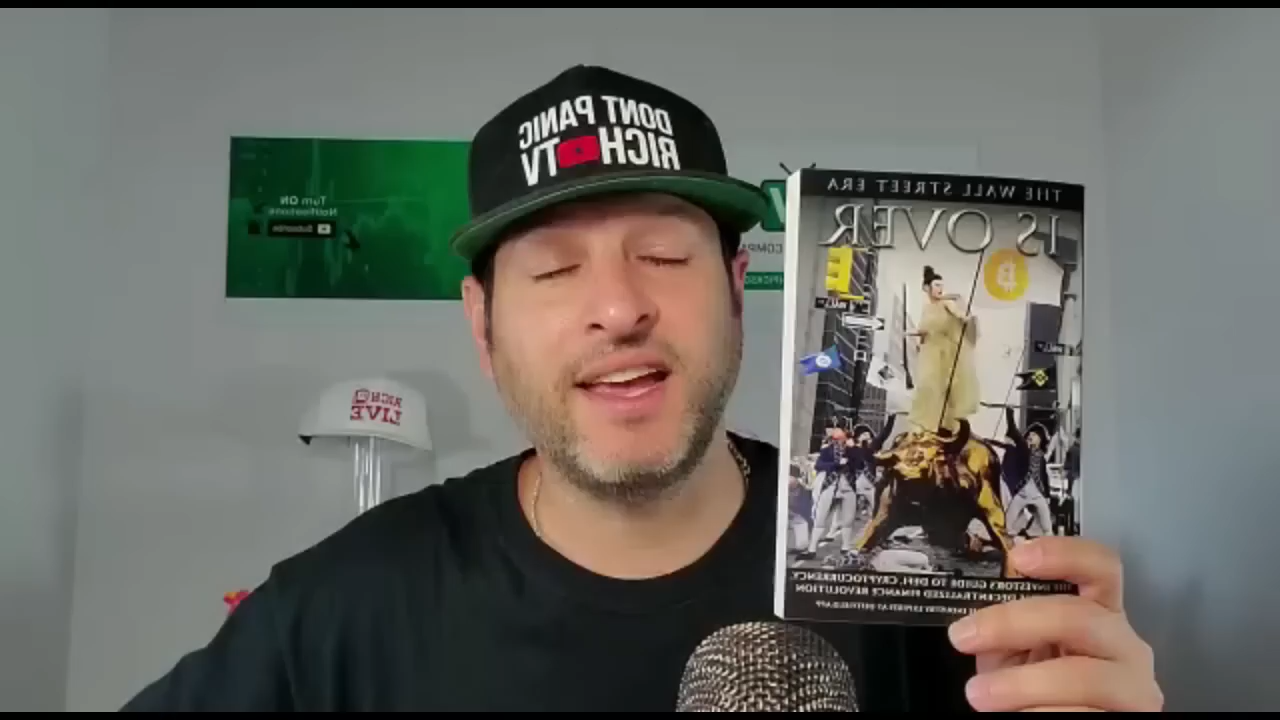 DONT PANIC
RICH TV
Turn ON
Notifications
Subscribe
RICH
LIVE
THE WALL STREET ERA
IS OVER
THE INVESTOR'S GUIDE TO DEFI, CRYPTOCURRENCY,
DECENTRALIZED FINANCE REVOLUTION